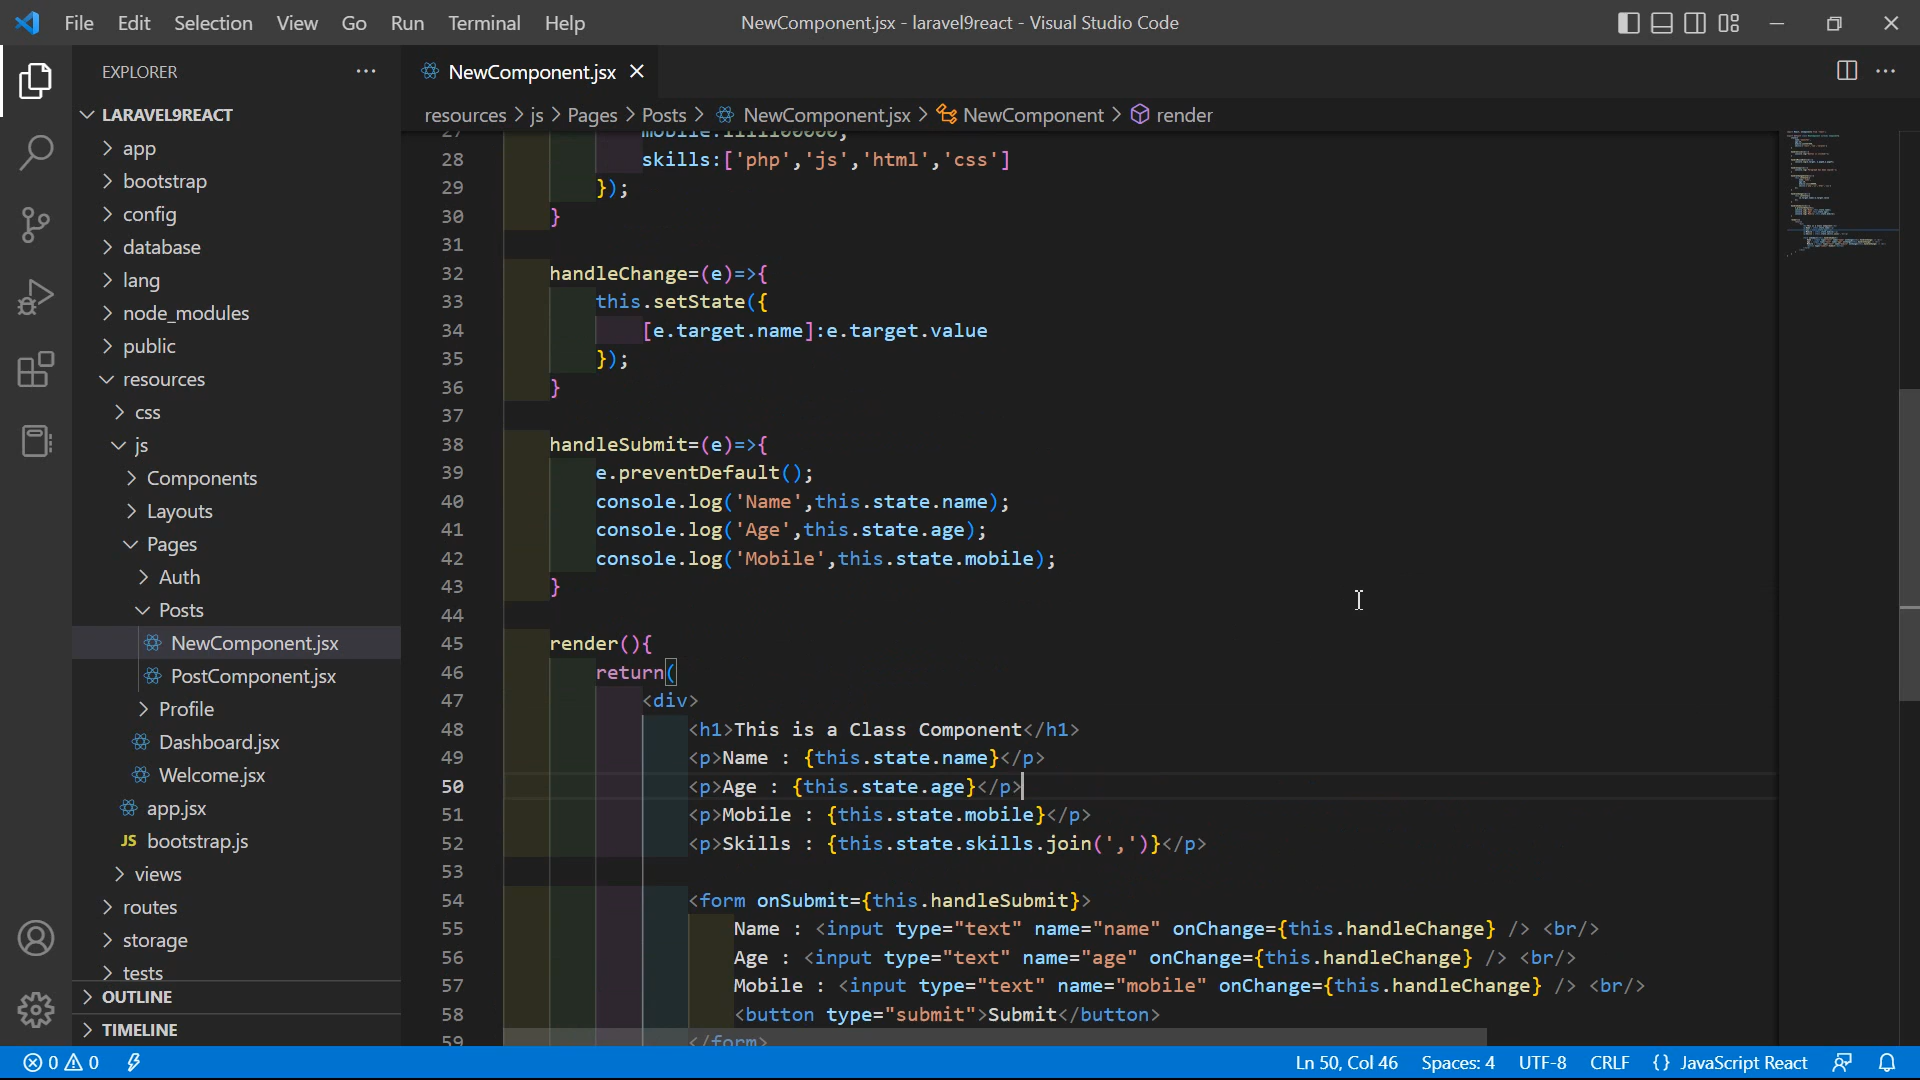 File Edit Selection View Go Run Terminal Help
NewComponent.jsx - laravel9react - Visual Studio Code
EXPLORER
LARAVEL9REACT
app
bootstrap
config
database
lang
node_modules
public
resources
css
js
Components
Layouts
Pages
Auth
Posts
NewComponent.jsx
PostComponent.jsx
Profile
Dashboard.jsx
Welcome.jsx
app.jsx
JS bootstrap.js
views
routes
storage
tests
OUTLINE
TIMELINE
NewComponent.jsx
resources > js > Pages > Posts > NewComponent.jsx > NewComponent > render
27 mobile:1111100000,
28 skills:['php','js','html','css']
29 });
30 }
31
32 handleChange=(e)=>{
33 this.setState({
34 [e.target.name]:e.target.value
35 });
36 }
37
38 handleSubmit=(e)=>{
39 e.preventDefault();
40 console.log('Name',this.state.name);
41 console.log('Age',this.state.age);
42 console.log('Mobile',this.state.mobile);
43 }
44
45 render(){
46 return(
47 <div>
48 <h1>This is a Class Component</h1>
49 <p>Name : {this.state.name}</p>
50 <p>Age : {this.state.age}</p>
51 <p>Mobile : {this.state.mobile}</p>
52 <p>Skills : {this.state.skills.join(',')}</p>
53
54 <form onSubmit={this.handleSubmit}>
55 Name : <input type="text" name="name" onChange={this.handleChange} /> <br/>
56 Age : <input type="text" name="age" onChange={this.handleChange} /> <br/>
57 Mobile : <input type="text" name="mobile" onChange={this.handleChange} /> <br/>
58 <button type="submit">Submit</button>
59 </form>
0 0
Ln 50, Col 46 Spaces: 4 UTF-8 CRLF {} JavaScript React